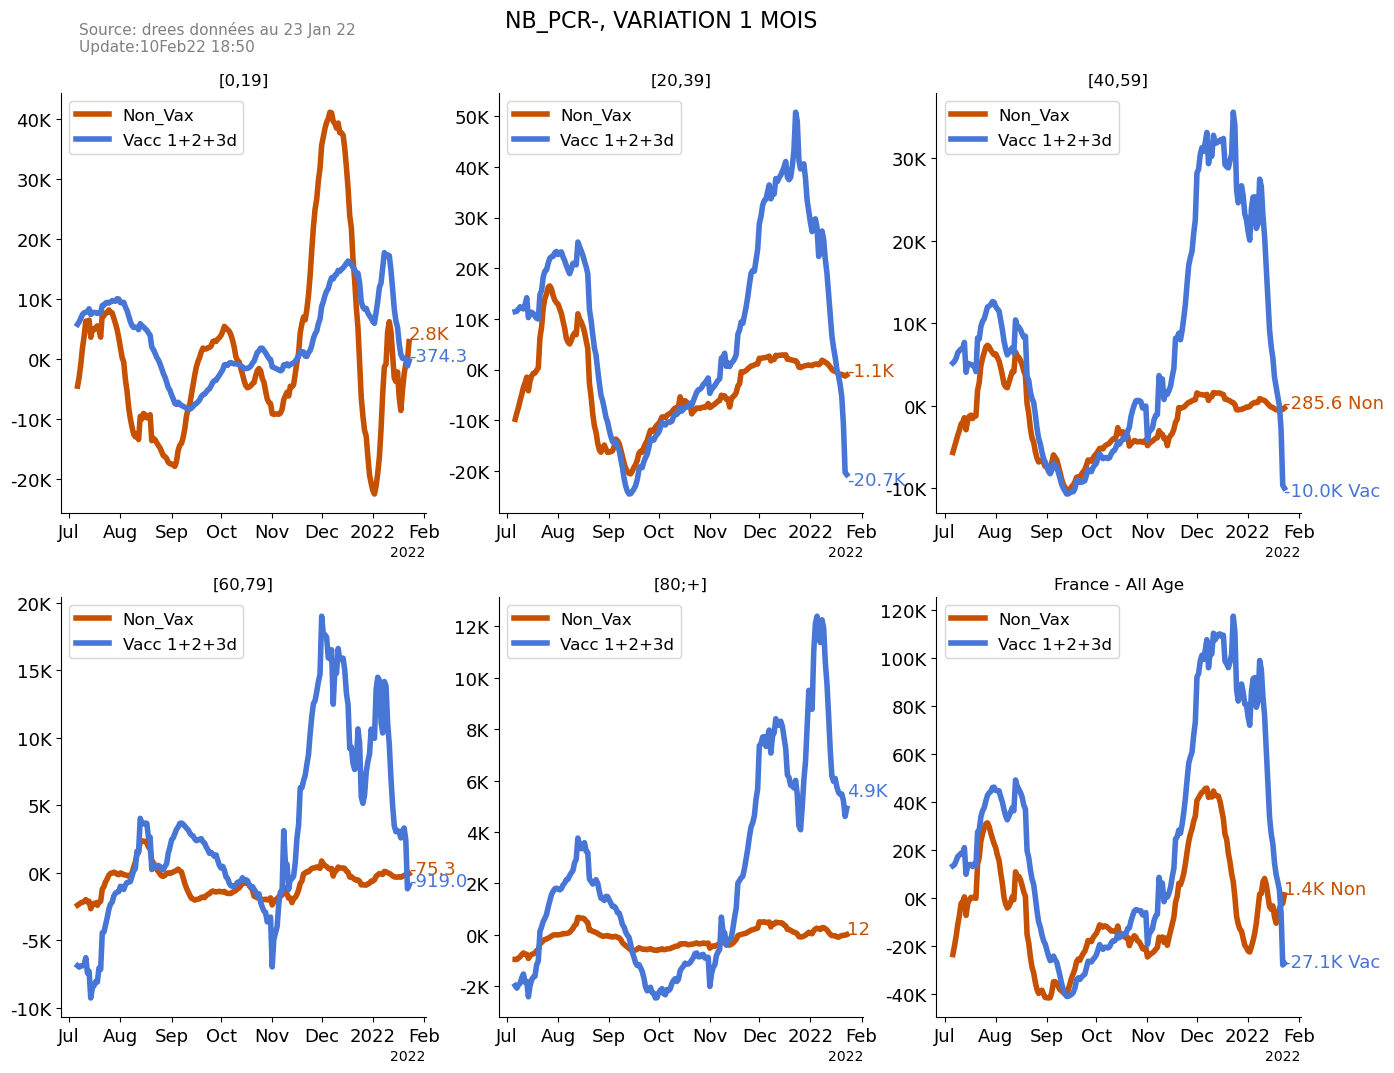 NB_PCR-, VARIATION 1 MOIS
Source: drees données au 23 Jan 22
Update:10Feb22 18:50
[0,19]
Non_Vax
Vacc 1+2+3d
40K
30K
20K
10K
0K
-10K
-20K
2.8K
-374.3
Jul Aug Sep Oct Nov Dec 2022 Feb
2022
[20,39]
Non_Vax
Vacc 1+2+3d
50K
40K
30K
20K
10K
0K
-10K
-20K
-1.1K
-20.7K
Jul Aug Sep Oct Nov Dec 2022 Feb
2022
[40,59]
Non_Vax
Vacc 1+2+3d
30K
20K
10K
0K
-10K
-285.6 Non
-10.0K Vac
Jul Aug Sep Oct Nov Dec 2022 Feb
2022
[60,79]
Non_Vax
Vacc 1+2+3d
20K
15K
10K
5K
0K
-5K
-10K
-75.3
-919.0
Jul Aug Sep Oct Nov Dec 2022 Feb
2022
[80;+]
Non_Vax
Vacc 1+2+3d
12K
10K
8K
6K
4K
2K
0K
-2K
4.9K
12
Jul Aug Sep Oct Nov Dec 2022 Feb
2022
France - All Age
Non_Vax
Vacc 1+2+3d
120K
100K
80K
60K
40K
20K
0K
-20K
-40K
1.4K Non
-27.1K Vac
Jul Aug Sep Oct Nov Dec 2022 Feb
2022